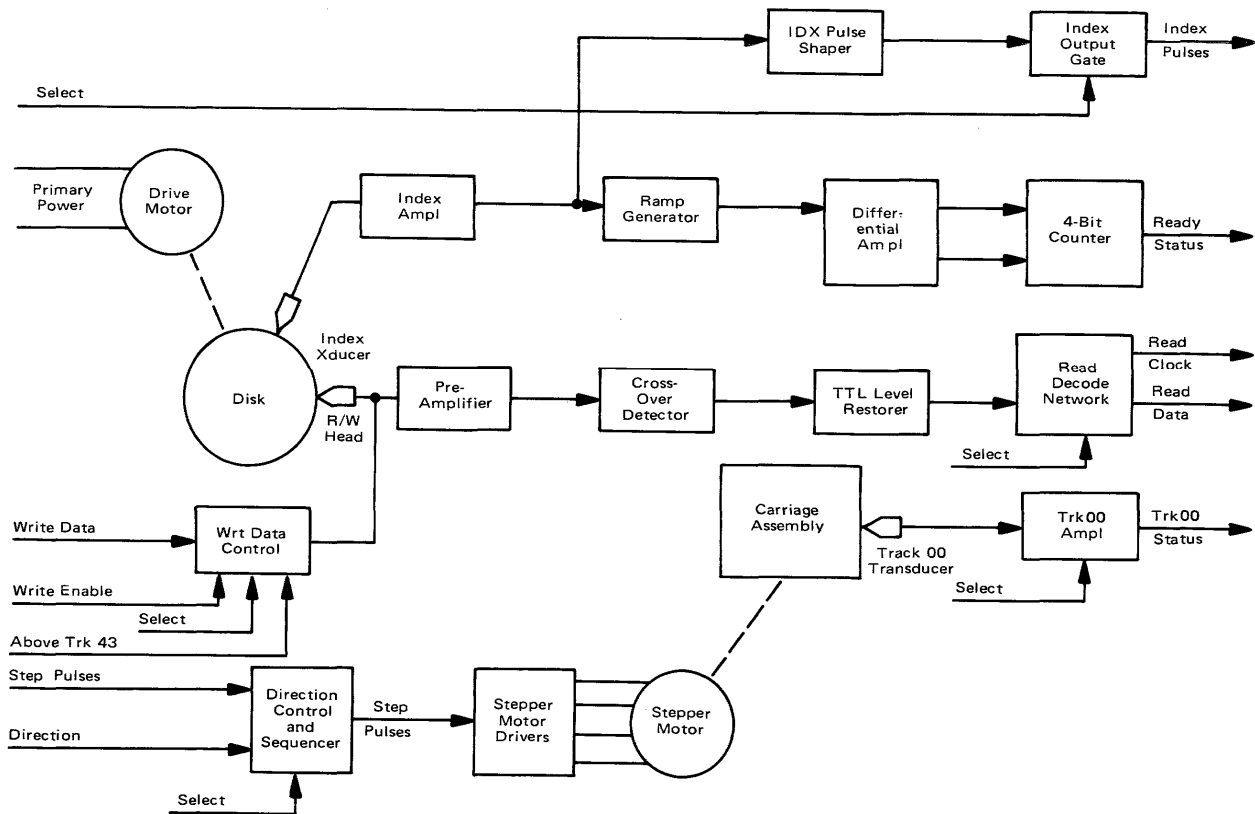 IDX Pulse
Shaper
Index
Output
Gate
Index
Pulses
Select
Primary
Power
Drive
Motor
Index
Ampl
Ramp
Generator
Differ-
ential
Ampl
4-Bit
Counter
Ready
Status
Index
Xducer
Disk
R/W
Head
Pre-
Amplifier
Cross-
Over
Detector
TTL Level
Restorer
Read
Decode
Network
Read
Clock
Read
Data
Select
Write Data
Wrt Data
Control
Write Enable
Select
Above Trk 43
Carriage
Assembly
Track 00
Transducer
Trk00
Ampl
Trk00
Status
Select
Step Pulses
Direction
Direction
Control
and
Sequencer
Select
Step
Pulses
Stepper
Motor
Drivers
Stepper
Motor